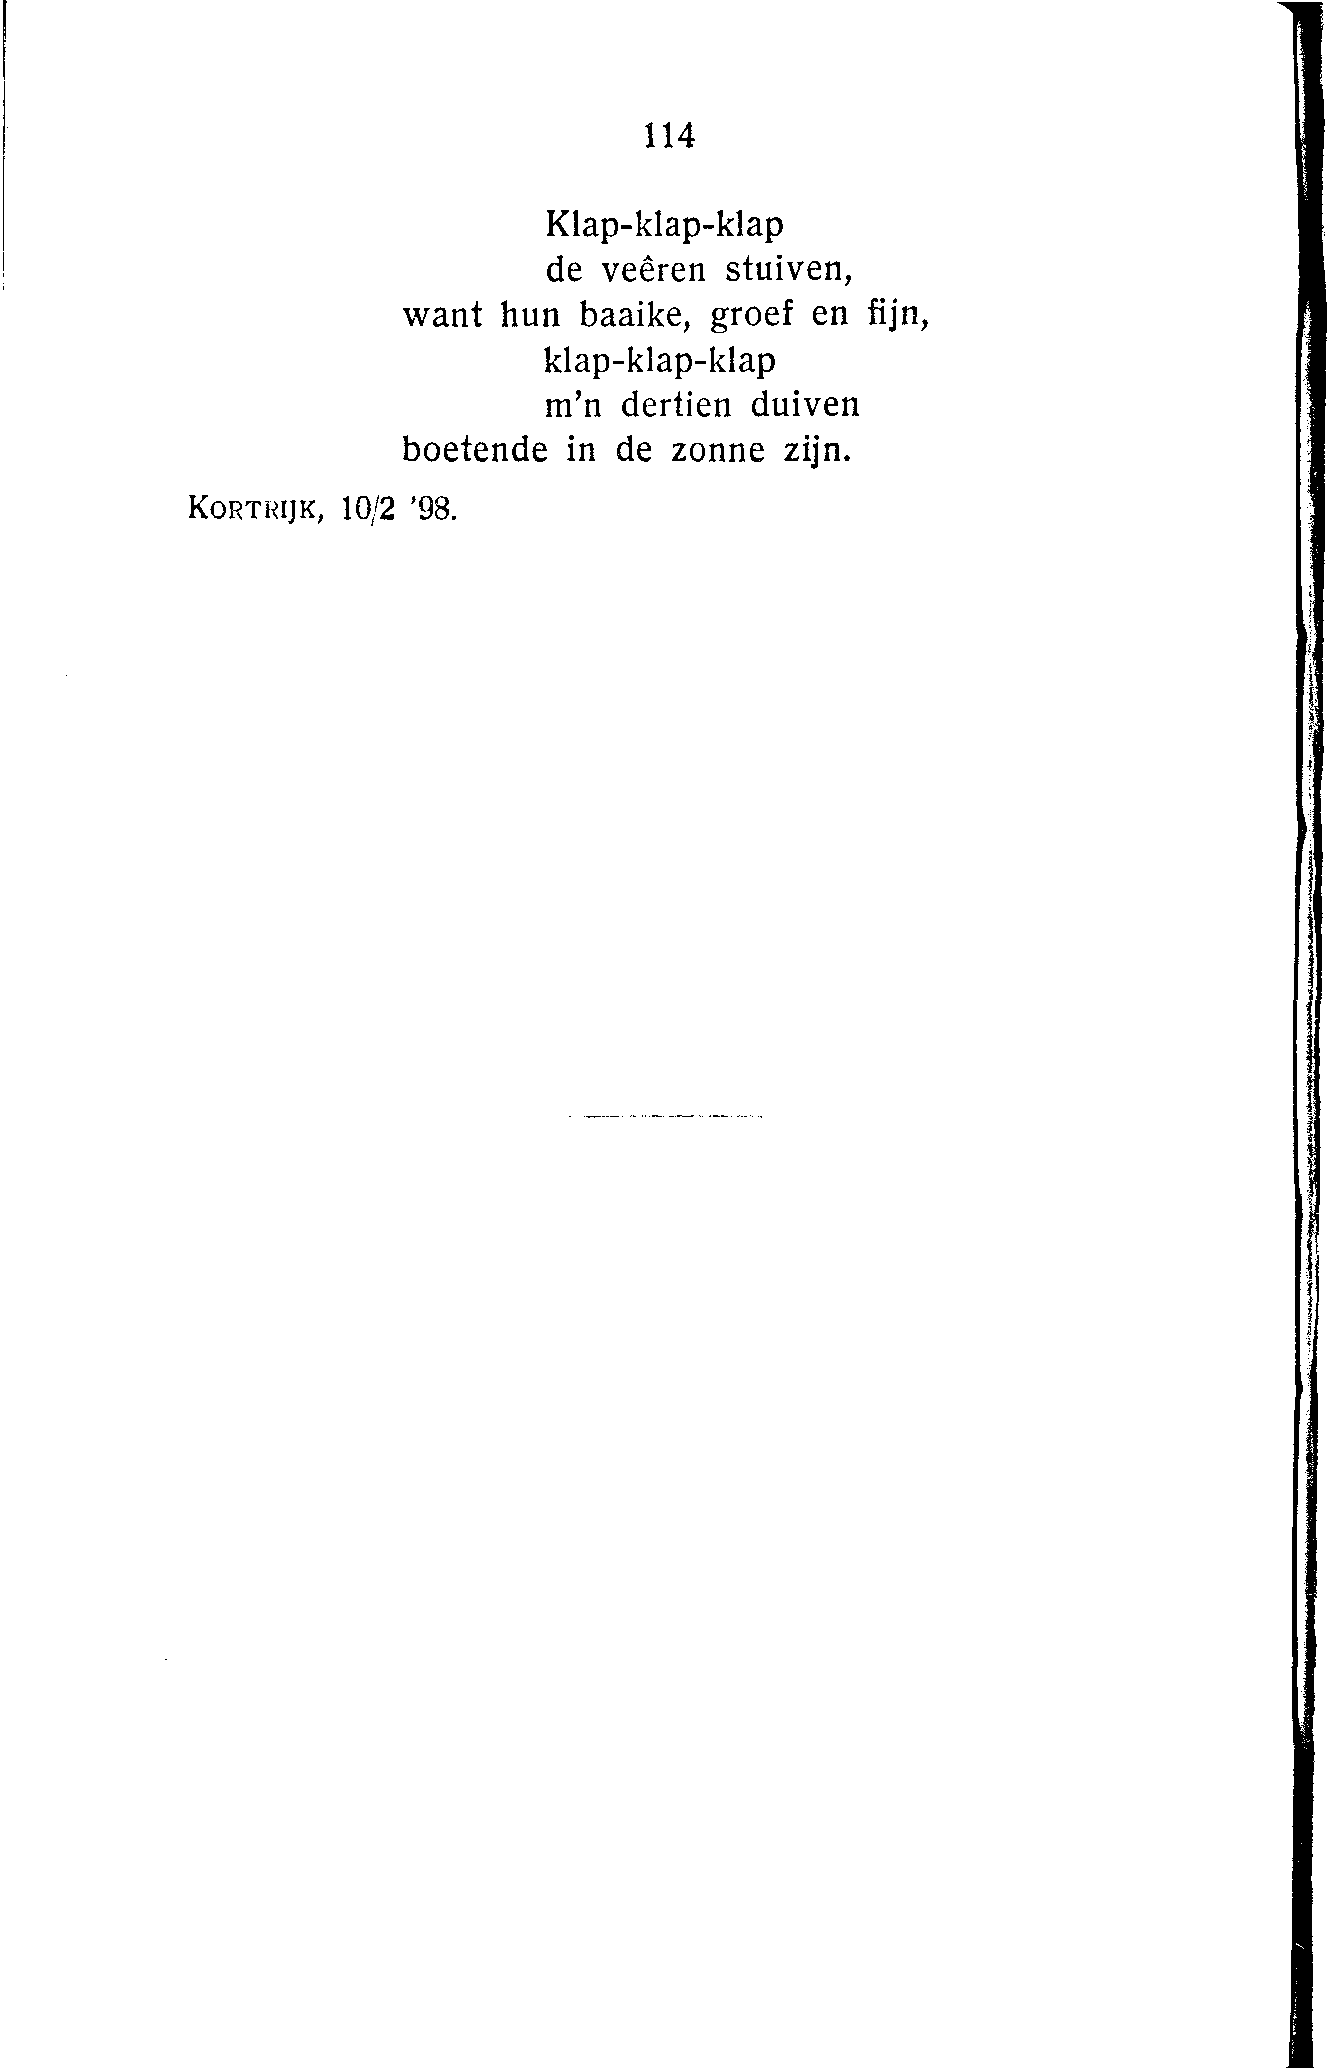 114
Klap-klap-klap
de veêren stuiven,
want hun baaike, groef en fijn,
klap-klap-klap
m'n dertien duiven
boetende in de zonne zijn.
KORTRIJK, 10/2 '98.